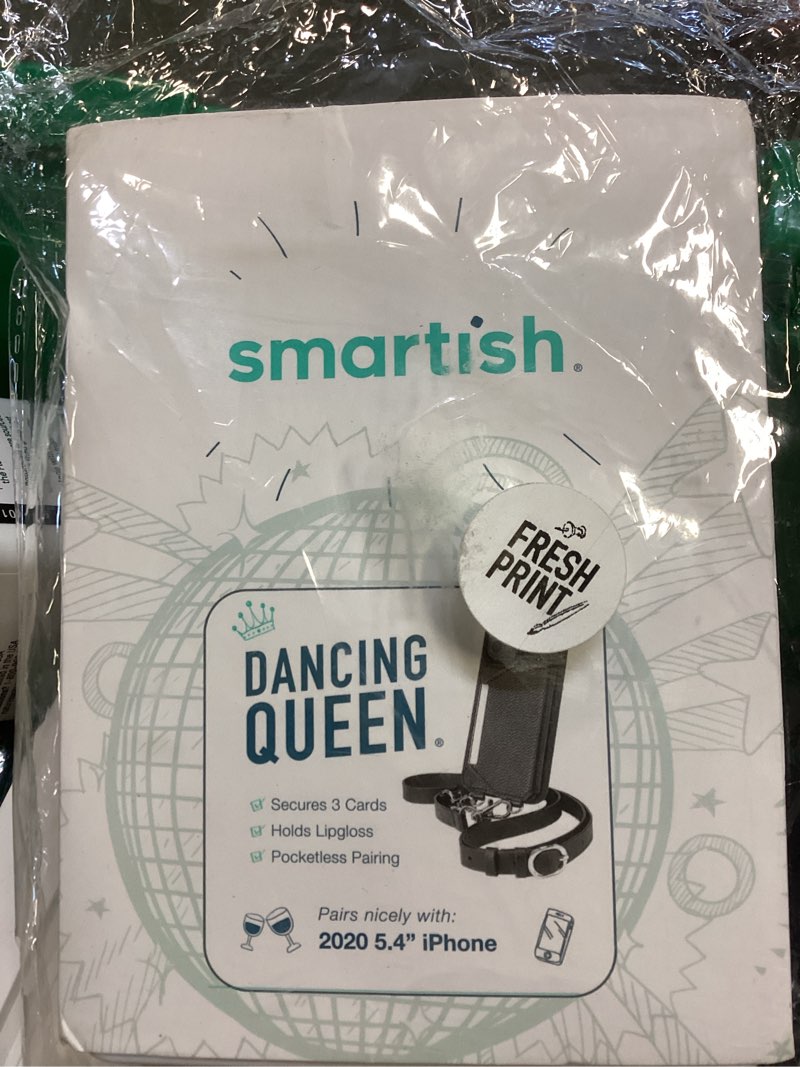 smartish®
FRESH
PRINT
DANCING
QUEEN®
Secures 3 Cards
Holds Lipgloss
Pocketless Pairing
Pairs nicely with:
2020 5.4” iPhone